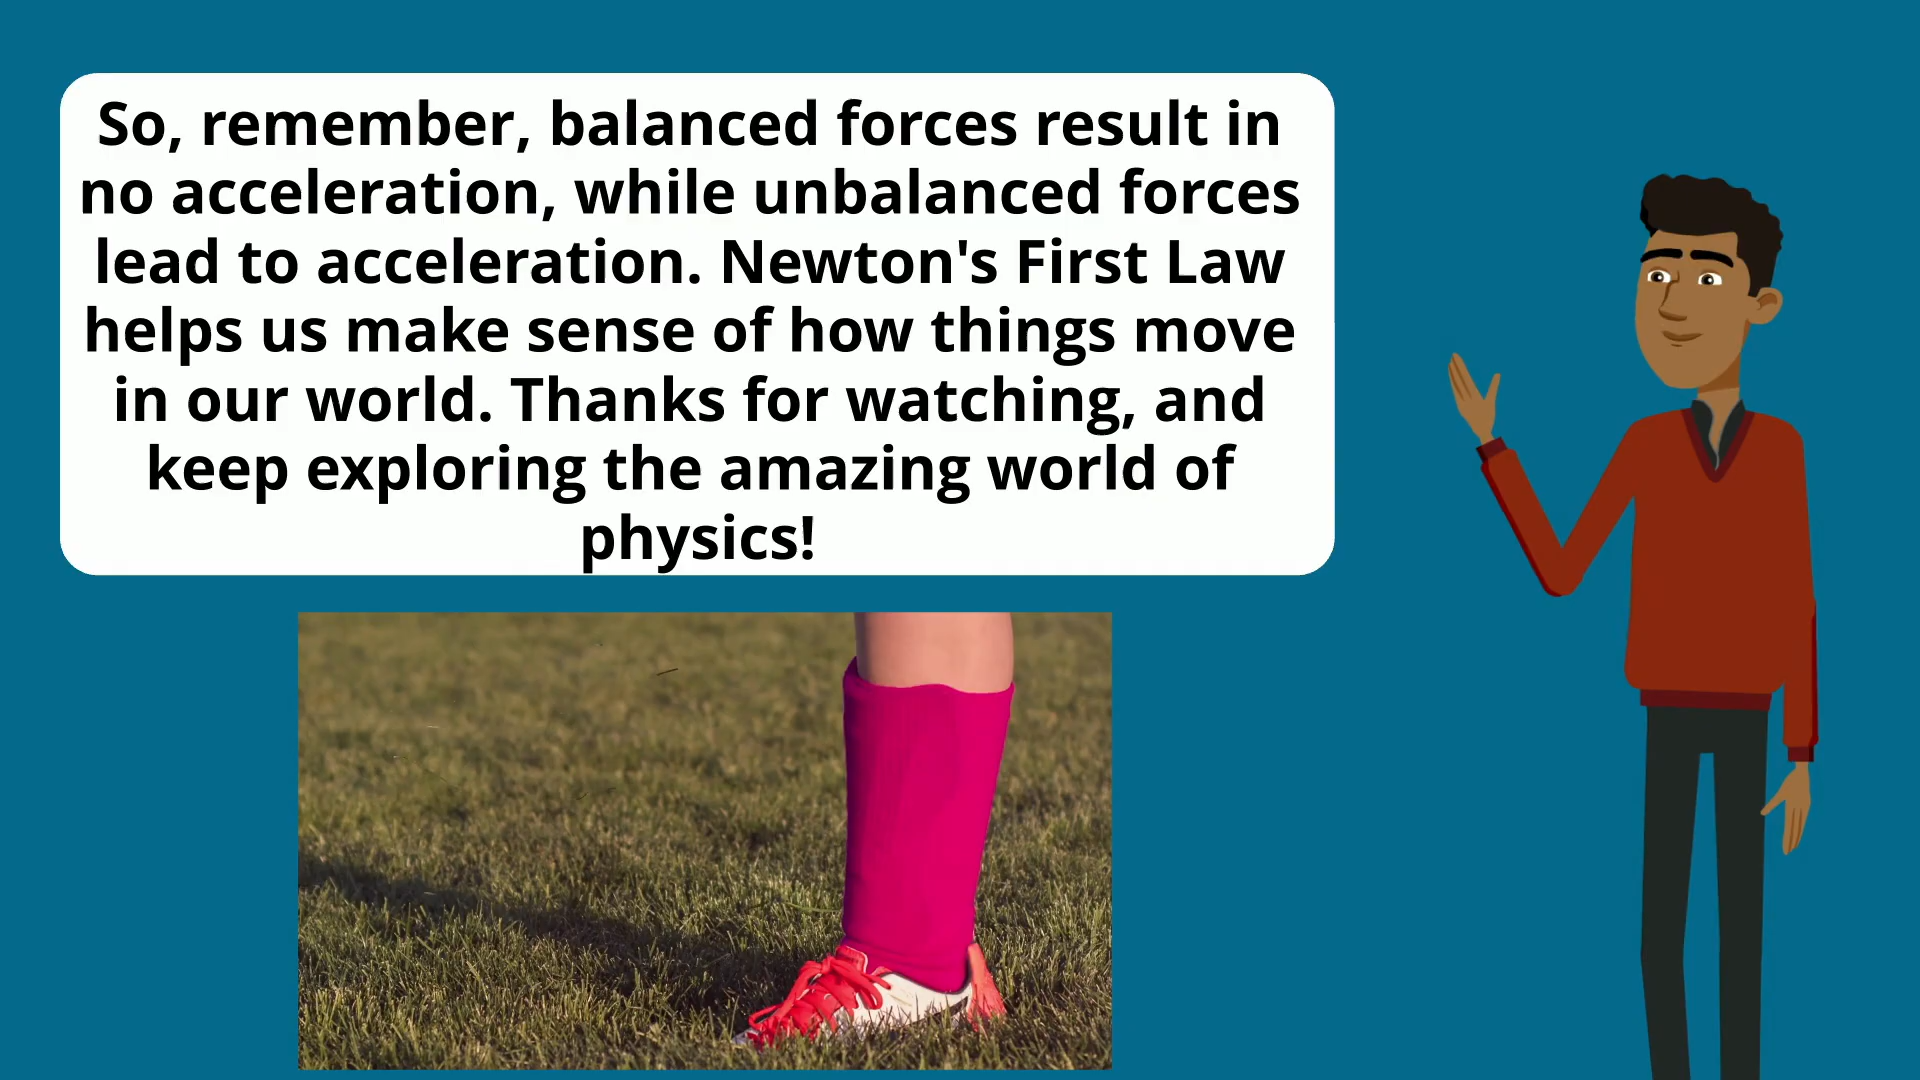 So, remember, balanced forces result in
no acceleration, while unbalanced forces
lead to acceleration. Newton's First Law
helps us make sense of how things move
in our world. Thanks for watching, and
keep exploring the amazing world of
physics!